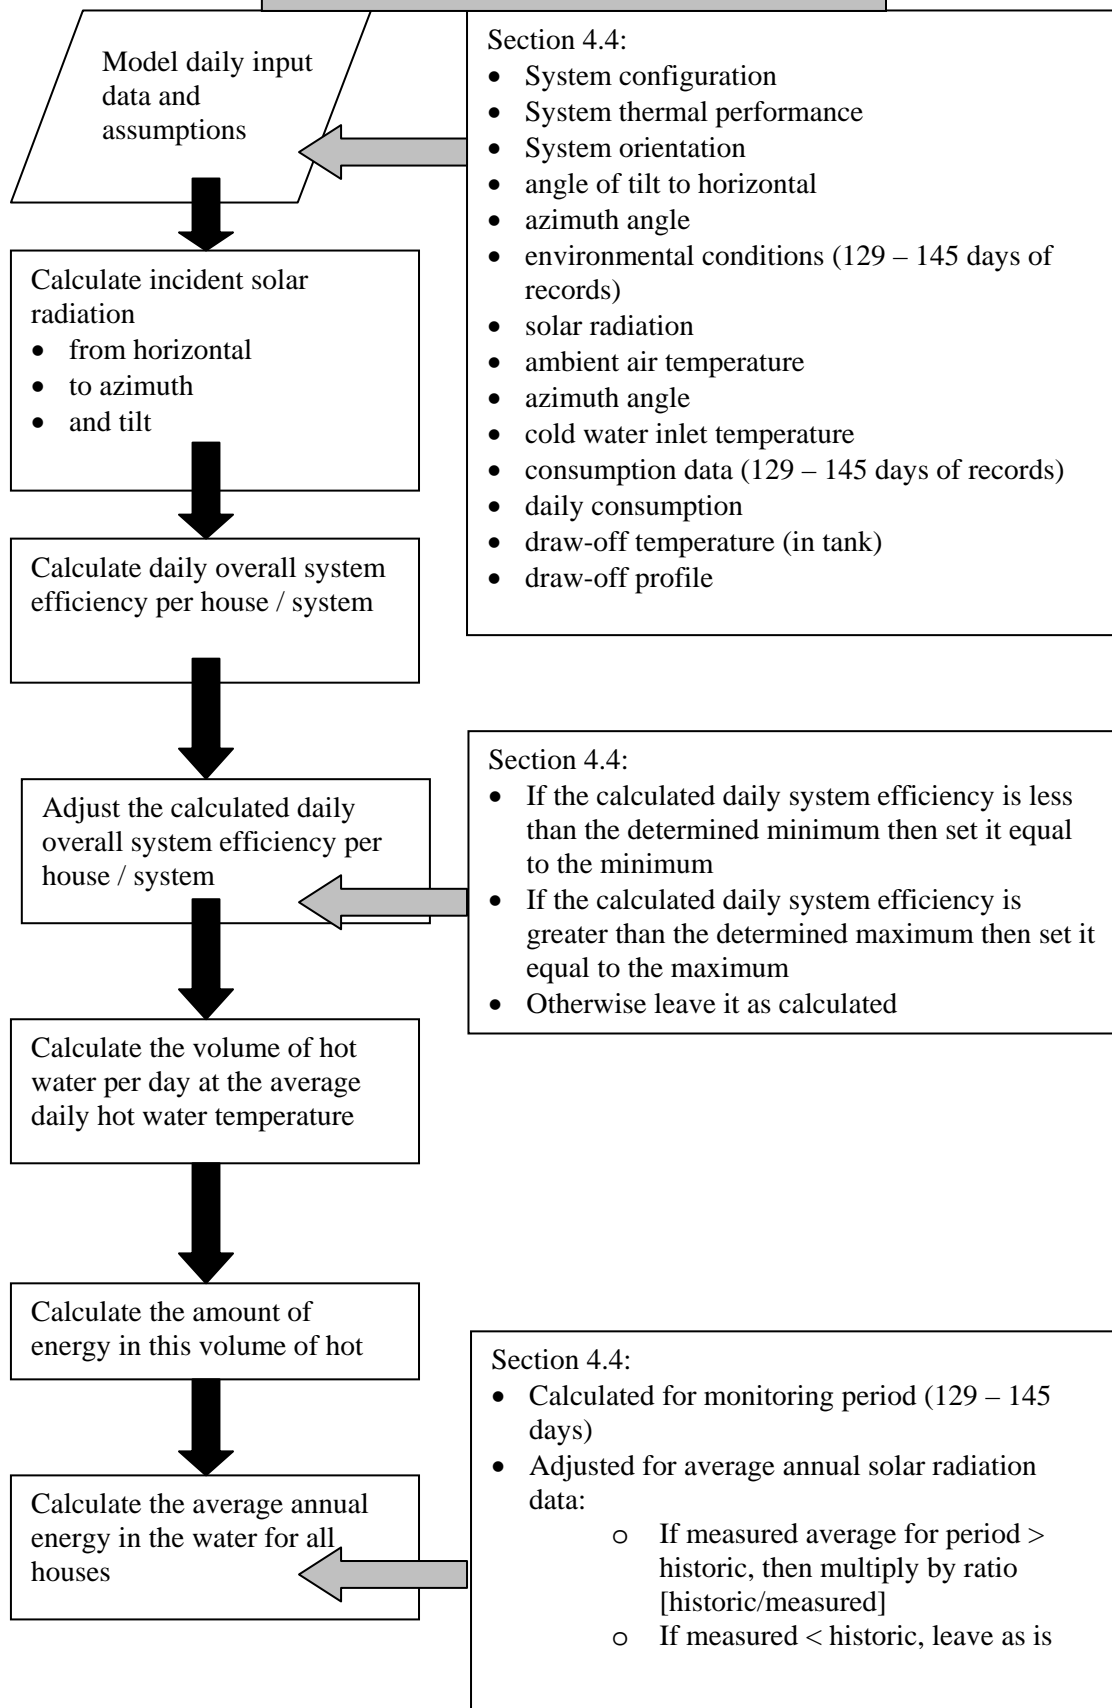 Model daily input
data and
assumptions
Section 4.4:
• System configuration
• System thermal performance
• System orientation
• angle of tilt to horizontal
• azimuth angle
• environmental conditions (129 – 145 days of
records)
• solar radiation
• ambient air temperature
• azimuth angle
• cold water inlet temperature
• consumption data (129 – 145 days of records)
• daily consumption
• draw-off temperature (in tank)
• draw-off profile
Calculate incident solar
radiation
• from horizontal
• to azimuth
• and tilt
Calculate daily overall system
efficiency per house / system
Adjust the calculated daily
overall system efficiency per
house / system
Section 4.4:
• If the calculated daily system efficiency is less
than the determined minimum then set it equal
to the minimum
• If the calculated daily system efficiency is
greater than the determined maximum then set it
equal to the maximum
• Otherwise leave it as calculated
Calculate the volume of hot
water per day at the average
daily hot water temperature
Calculate the amount of
energy in this volume of hot
Calculate the average annual
energy in the water for all
houses
Section 4.4:
• Calculated for monitoring period (129 – 145
days)
• Adjusted for average annual solar radiation
data:
o If measured average for period >
historic, then multiply by ratio
[historic/measured]
o If measured < historic, leave as is